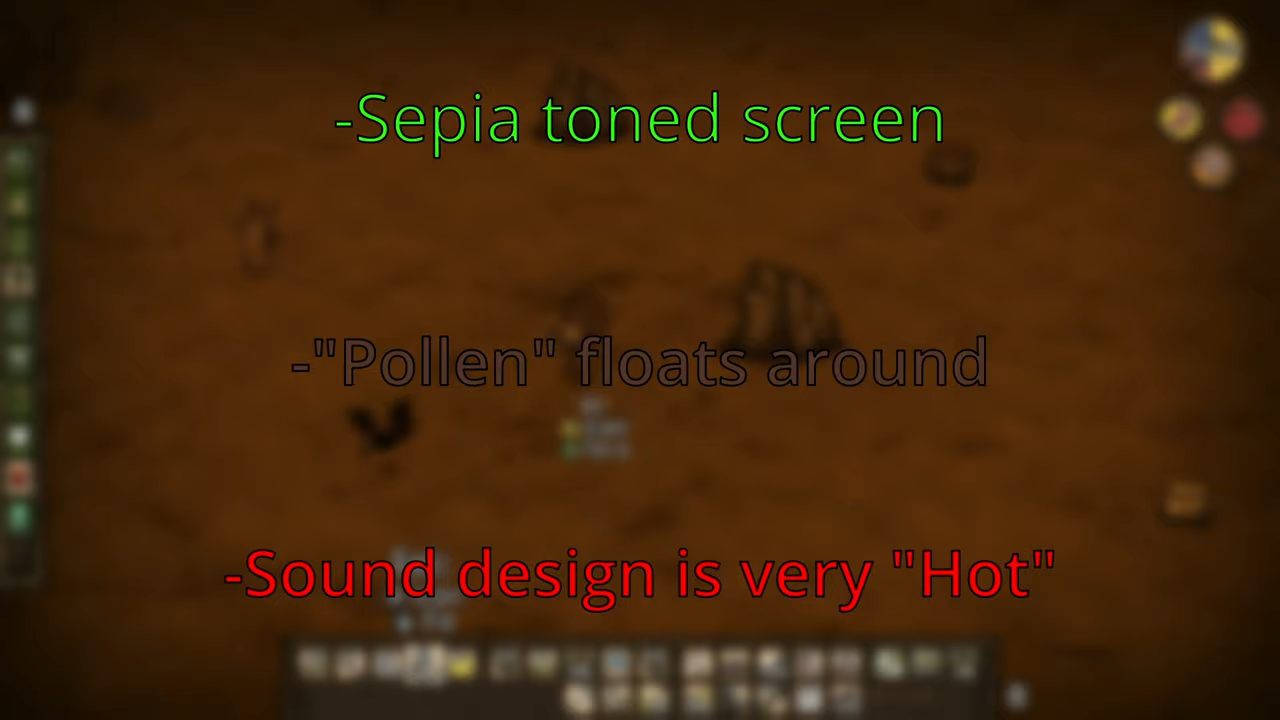 -Sepia toned screen
-"Pollen" floats around
-Sound design is very "Hot"